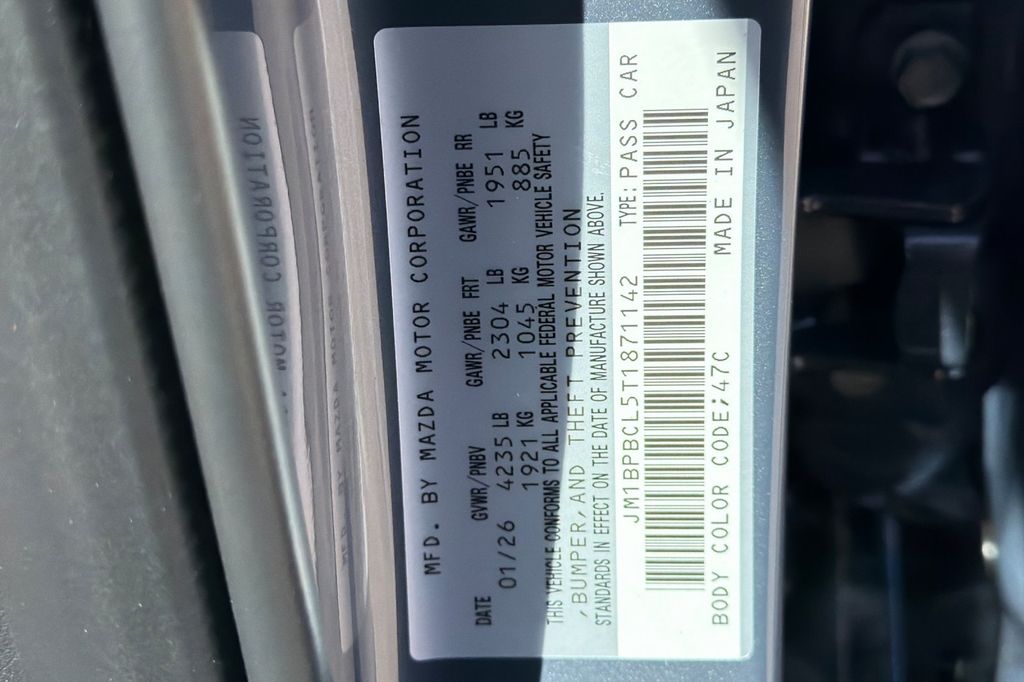 MFD. BY MAZDA MOTOR CORPORATION
DATE GVWR/PNBV GAWR/PNBE FRT GAWR/PNBE RR
01/26 4235 LB 2304 LB 1951 LB
1921 KG 1045 KG 885 KG
THIS VEHICLE CONFORMS TO ALL APPLICABLE FEDERAL MOTOR VEHICLE SAFETY
,BUMPER,AND THEFT PREVENTION
STANDARDS IN EFFECT ON THE DATE OF MANUFACTURE SHOWN ABOVE.
JM1BPBCL5T1871142 TYPE: PASS CAR
BODY COLOR CODE;47C MADE IN JAPAN
MOTOR CORPORATION